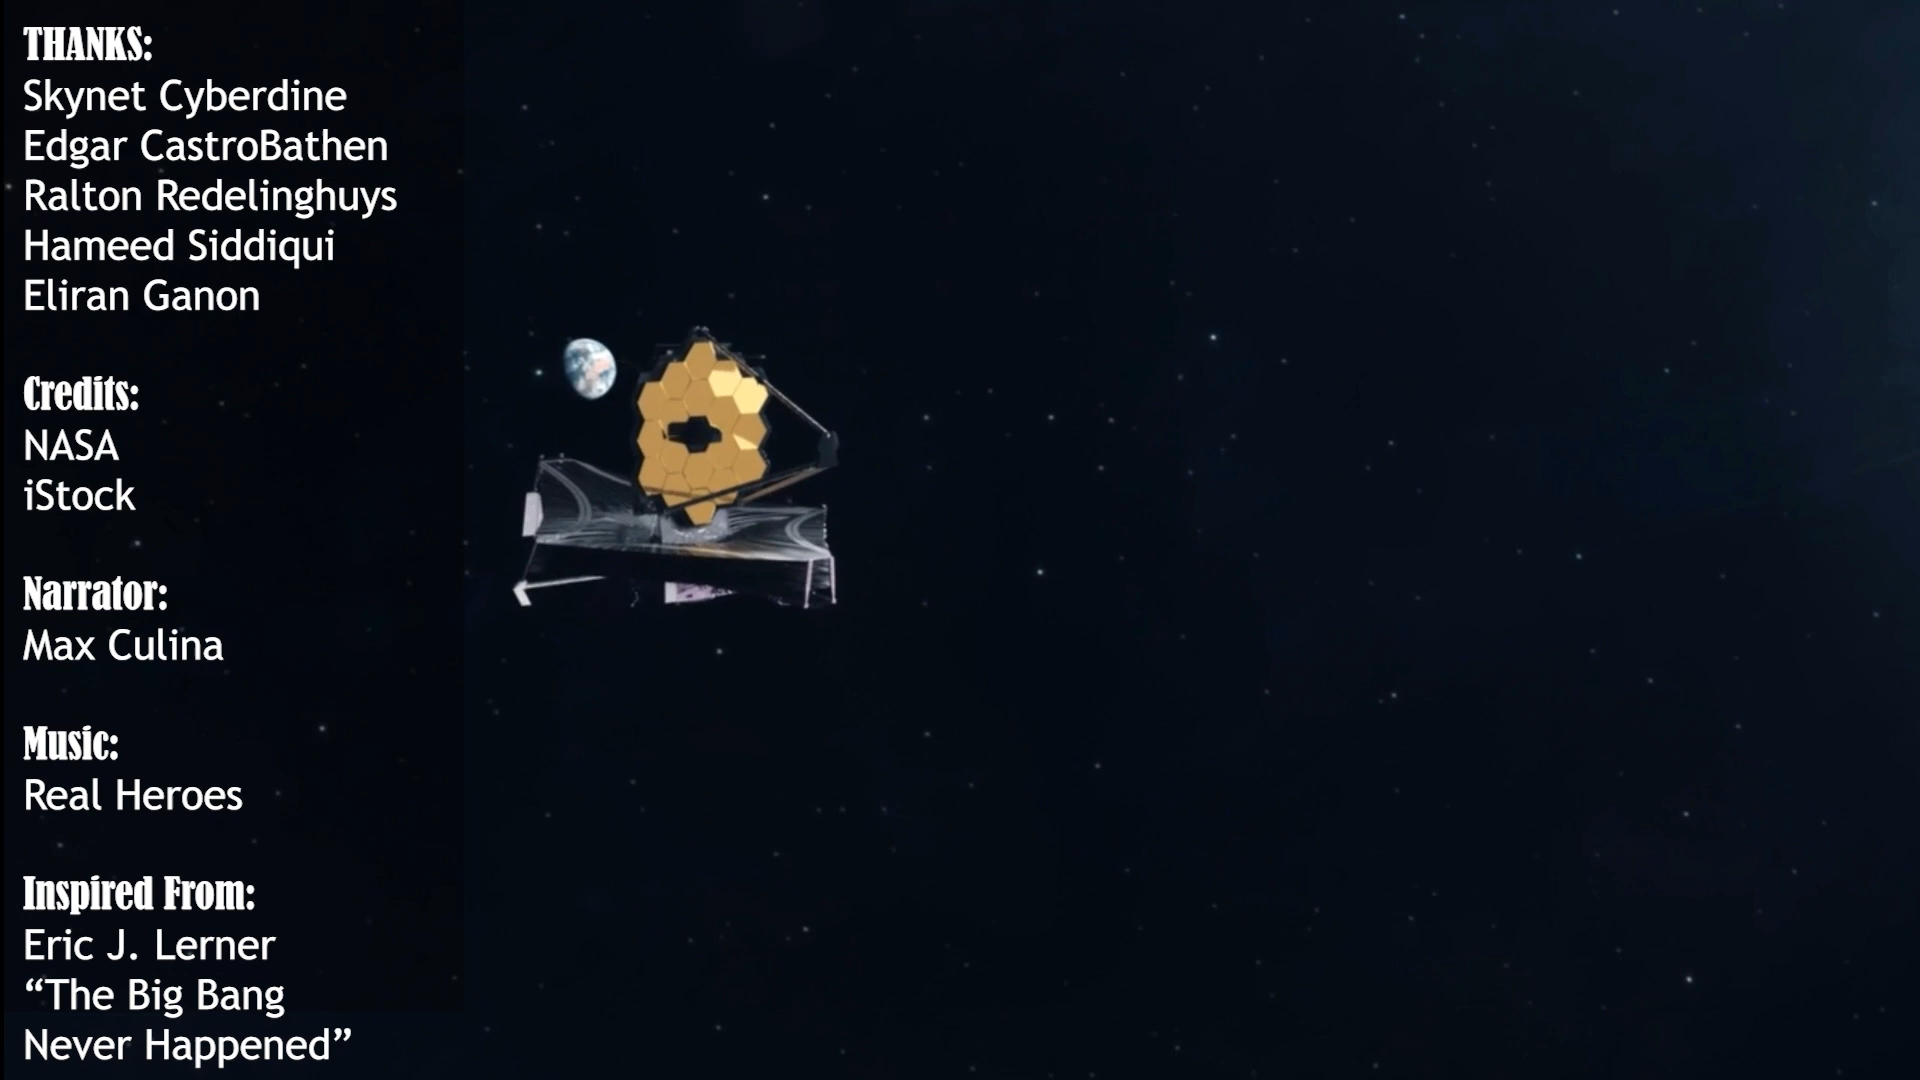 THANKS:
Skynet Cyberdine
Edgar CastroBathen
Ralton Redelinghuys
Hameed Siddiqui
Eliran Ganon
Credits:
NASA
iStock
Narrator:
Max Culina
Music:
Real Heroes
Inspired From:
Eric J. Lerner
“The Big Bang
Never Happened”